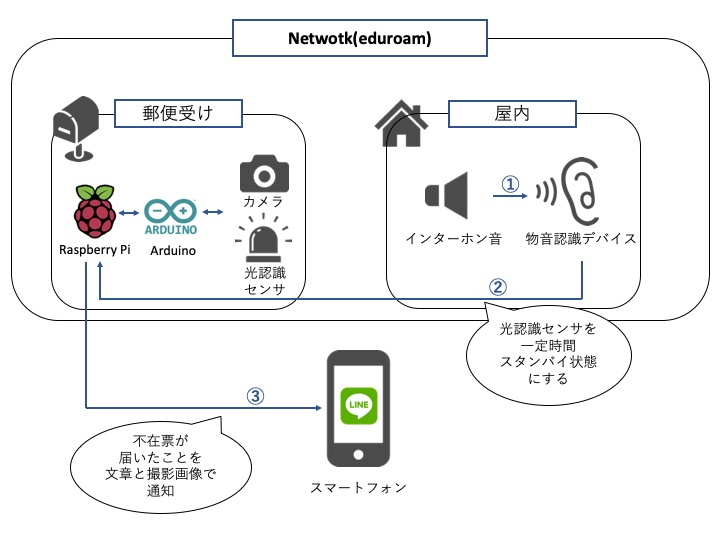 Netwotk(eduroam)
郵便受け
屋内
カメラ
①
Raspberry Pi
ARDUINO
Arduino
光認識
センサ
インターホン音
物音認識デバイス
②
光認識センサを
一定時間
スタンバイ状態
にする
③
LINE
不在票が
届いたことを
文章と撮影画像で
通知
スマートフォン